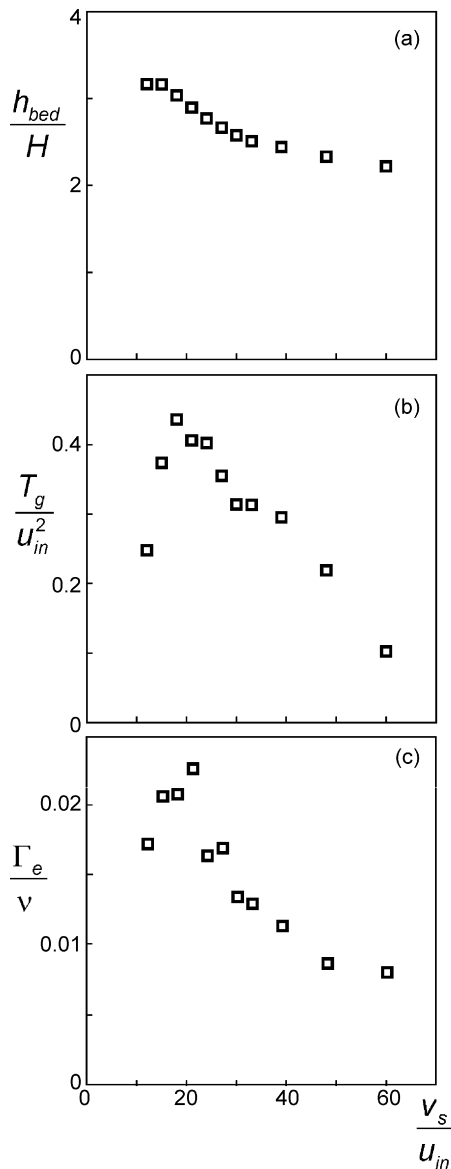 (a)
4
h_bed
H
2
0
(b)
0.4
T_g
u_in^2
0.2
0
(c)
0.02
Γ_e
ν
0.01
0
0 20 40 60
v_s
u_in